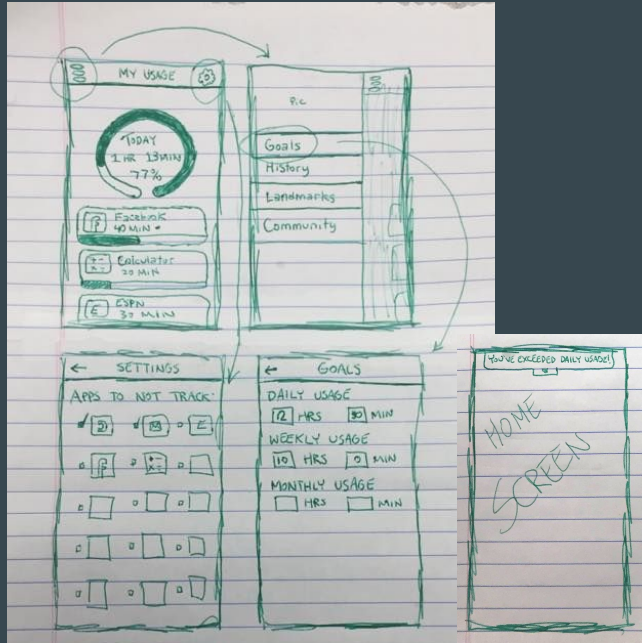 MY USAGE
TODAY
1 HR 13 MIN
77%
Facebook
40 MIN
Calculator
20 MIN
E
ESPN
30 MIN
Pic
Goals
History
Landmarks
Community
← SETTINGS
APPS TO NOT TRACK:
E
← GOALS
DAILY USAGE
HRS
MIN
WEEKLY USAGE
10 HRS 0 MIN
MONTHLY USAGE
HRS MIN
YOU'VE EXCEEDED DAILY USAGE!
HOME
SCREEN